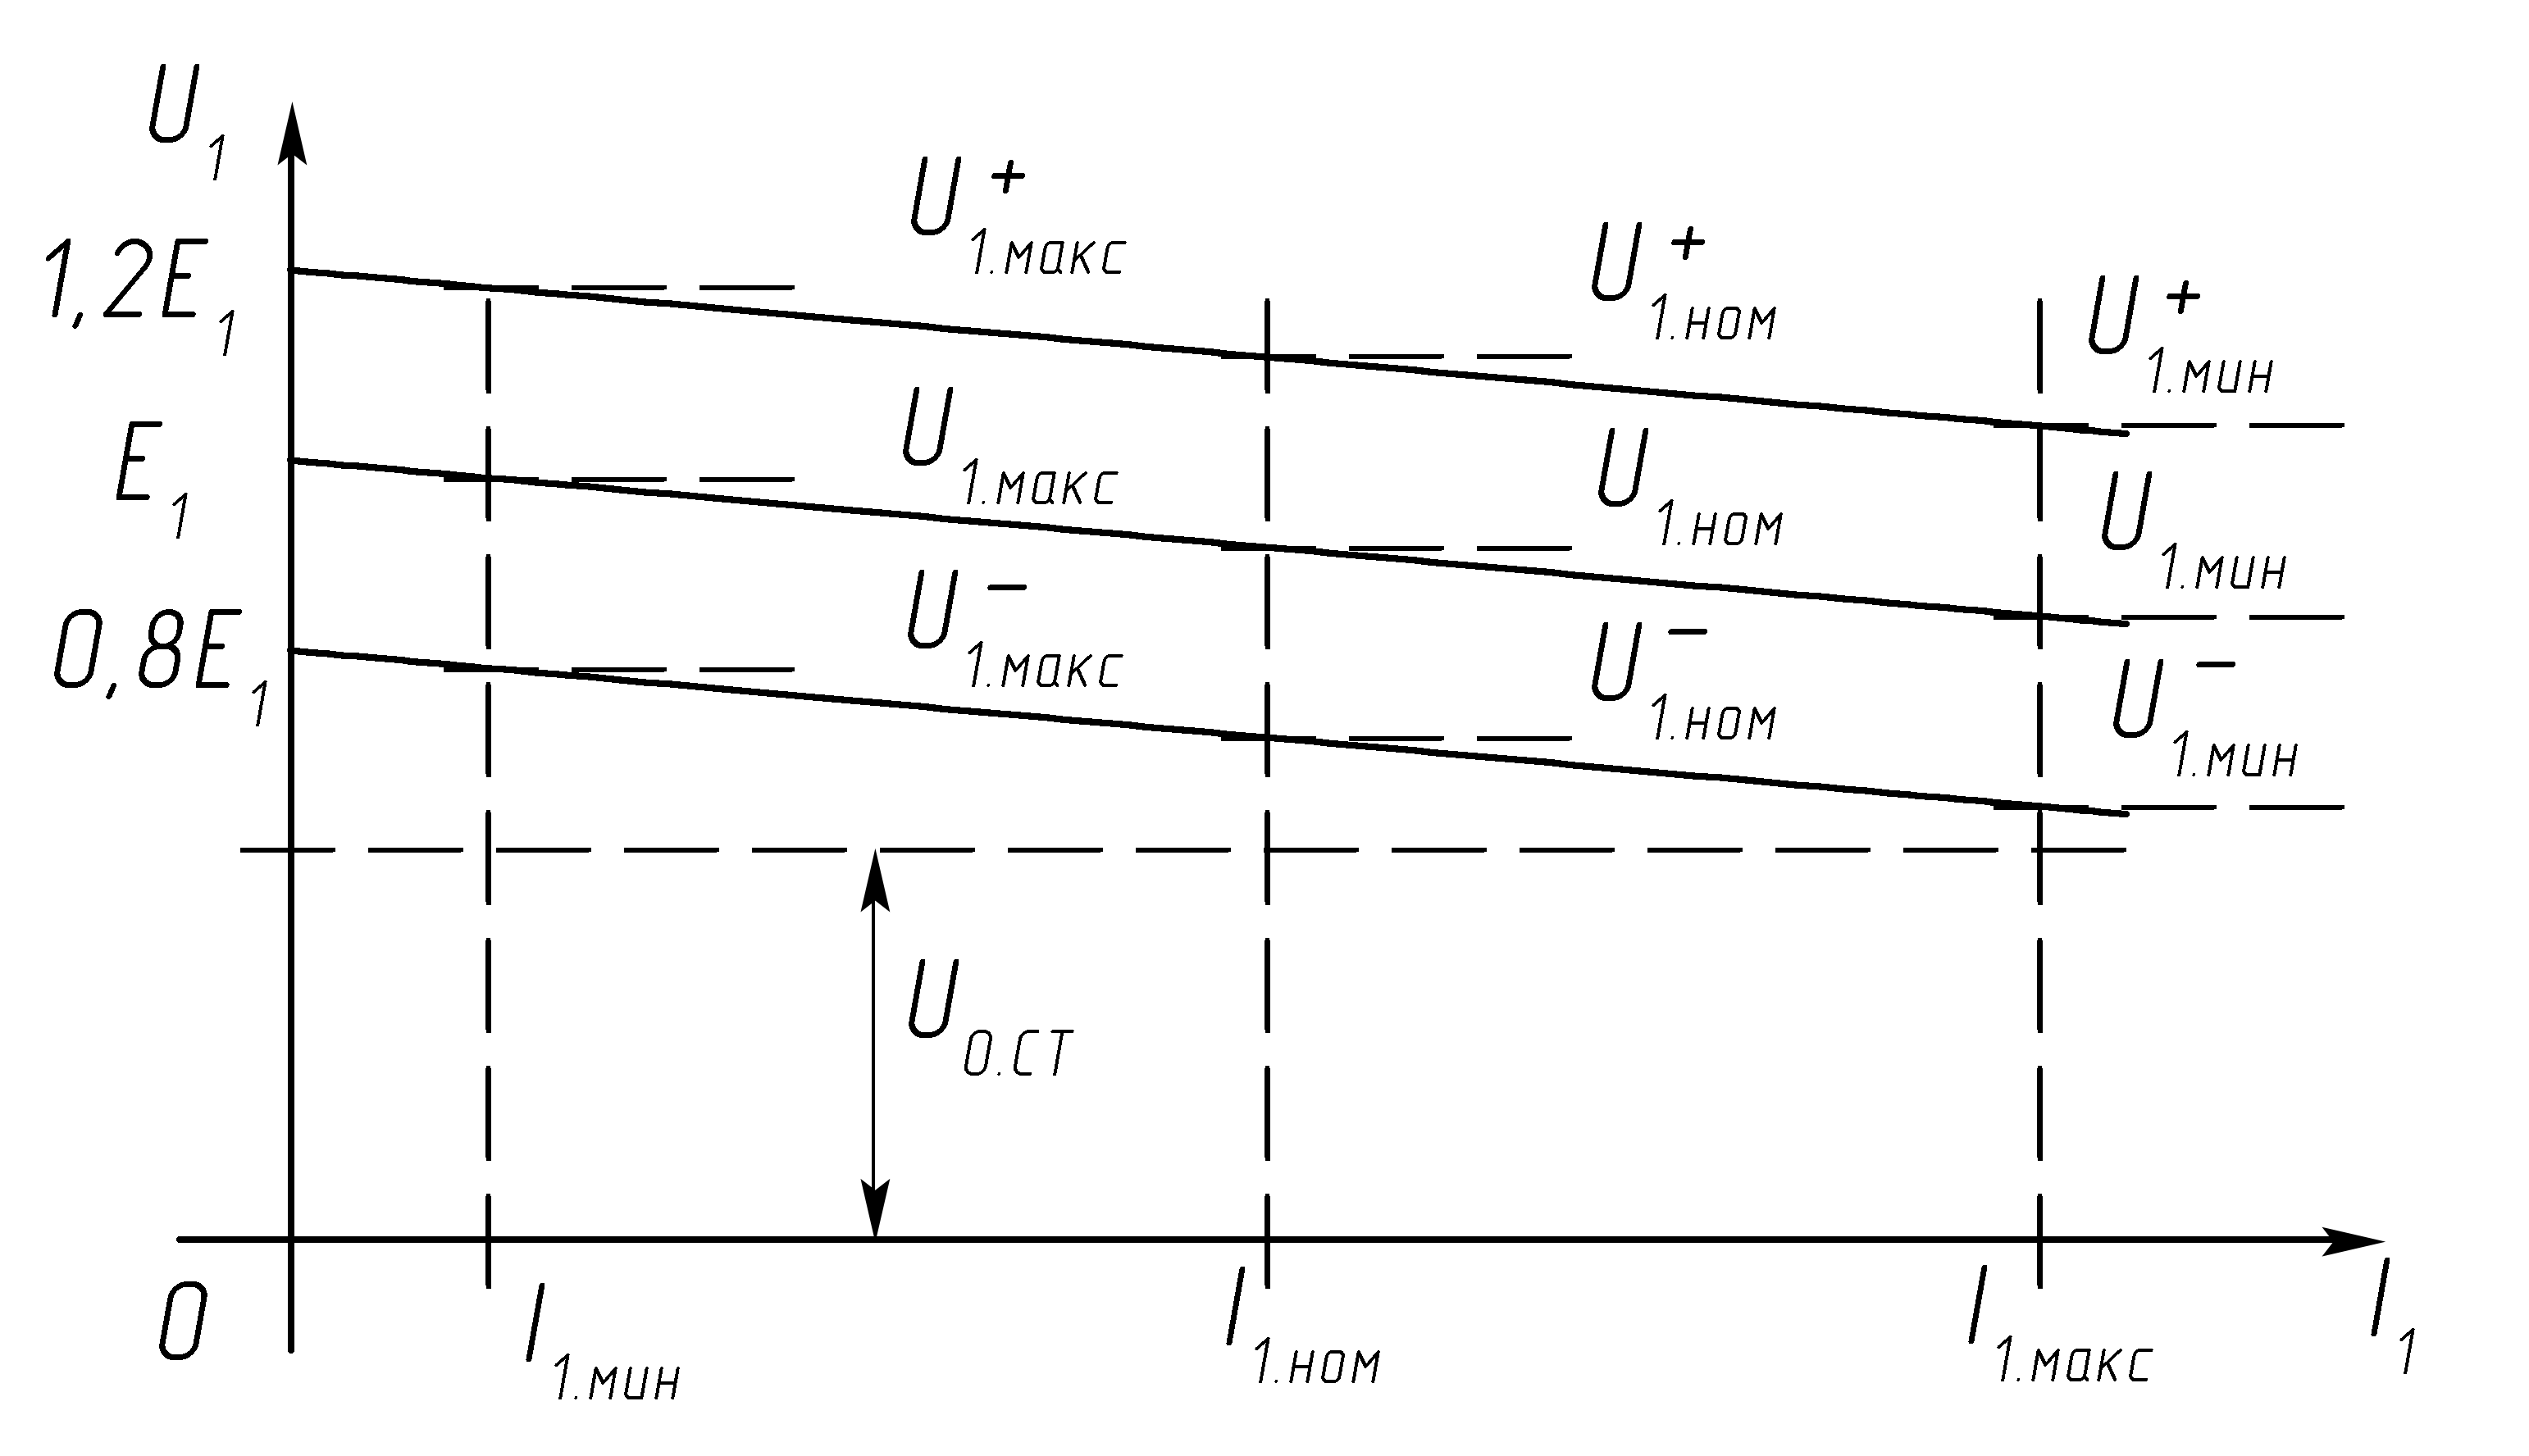 U₁
U⁺₁.макс
U⁺₁.ном
1,2E₁
U⁺₁.мин
U₁.макс
E₁
U₁.ном
U₁.мин
U⁻₁.макс
0,8E₁
U⁻₁.ном
U⁻₁.мин
U₀.СТ
0
I₁.мин
I₁.ном
I₁.макс
I₁